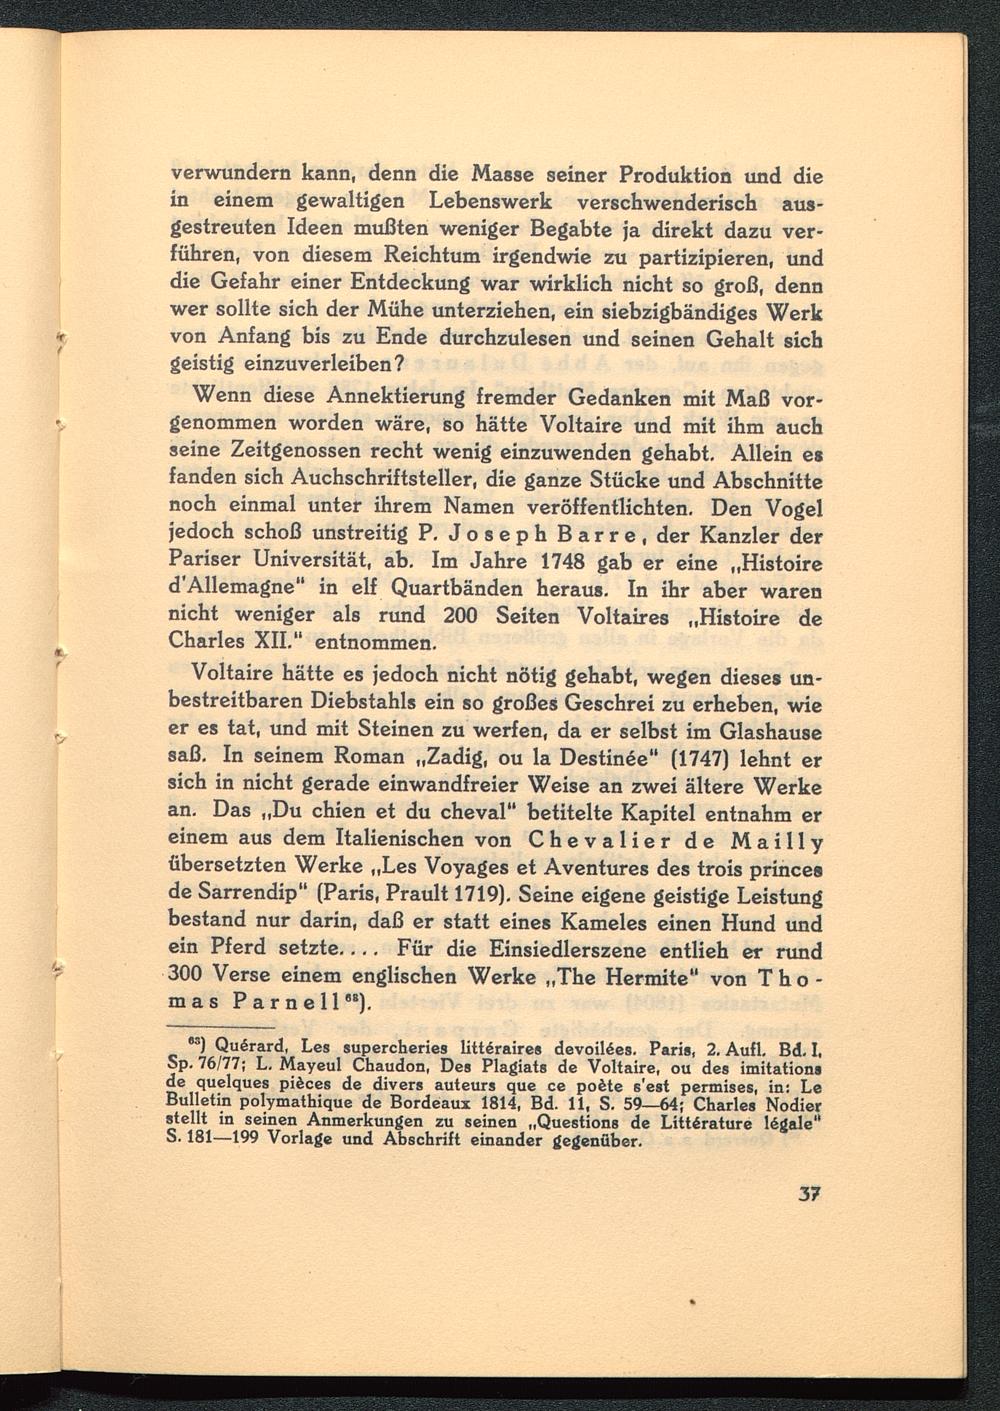 verwundern kann, denn die Masse seiner Produktion und die
in einem gewaltigen Lebenswerk verschwenderisch aus-
gestreuten Ideen mußten weniger Begabte ja direkt dazu ver-
führen, von diesem Reichtum irgendwie zu partizipieren, und
die Gefahr einer Entdeckung war wirklich nicht so groß, denn
wer sollte sich der Mühe unterziehen, ein siebzigbändiges Werk
von Anfang bis zu Ende durchzulesen und seinen Gehalt sich
geistig einzuverleiben?
Wenn diese Annektierung fremder Gedanken mit Maß vor-
genommen worden wäre, so hätte Voltaire und mit ihm auch
seine Zeitgenossen recht wenig einzuwenden gehabt. Allein es
fanden sich Auchschriftsteller, die ganze Stücke und Abschnitte
noch einmal unter ihrem Namen veröffentlichten. Den Vogel
jedoch schoß unstreitig P. Joseph Barre, der Kanzler der
Pariser Universität, ab. Im Jahre 1748 gab er eine „Histoire
d'Allemagne" in elf Quartbänden heraus. In ihr aber waren
nicht weniger als rund 200 Seiten Voltaires „Histoire de
Charles XII." entnommen.
Voltaire hätte es jedoch nicht nötig gehabt, wegen dieses un-
bestreitbaren Diebstahls ein so großes Geschrei zu erheben, wie
er es tat, und mit Steinen zu werfen, da er selbst im Glashause
saß. In seinem Roman „Zadig, ou la Destinée" (1747) lehnt er
sich in nicht gerade einwandfreier Weise an zwei ältere Werke
an. Das „Du chien et du cheval" betitelte Kapitel entnahm er
einem aus dem Italienischen von Chevalier de Mailly
übersetzten Werke „Les Voyages et Aventures des trois princes
de Sarrendip" (Paris, Prault 1719). Seine eigene geistige Leistung
bestand nur darin, daß er statt eines Kameles einen Hund und
ein Pferd setzte.... Für die Einsiedlerszene entlieh er rund
300 Verse einem englischen Werke „The Hermite" von Tho-
mas Parnell⁶⁸).
⁶³) Quérard, Les supercheries littéraires devoilées. Paris, 2. Aufl. Bd. I,
Sp. 76/77; L. Mayeul Chaudon, Des Plagiats de Voltaire, ou des imitations
de quelques pièces de divers auteurs que ce poète s'est permises, in: Le
Bulletin polymathique de Bordeaux 1814, Bd. 11, S. 59—64; Charles Nodier
stellt in seinen Anmerkungen zu seinen „Questions de Littérature légale"
S. 181—199 Vorlage und Abschrift einander gegenüber.
37